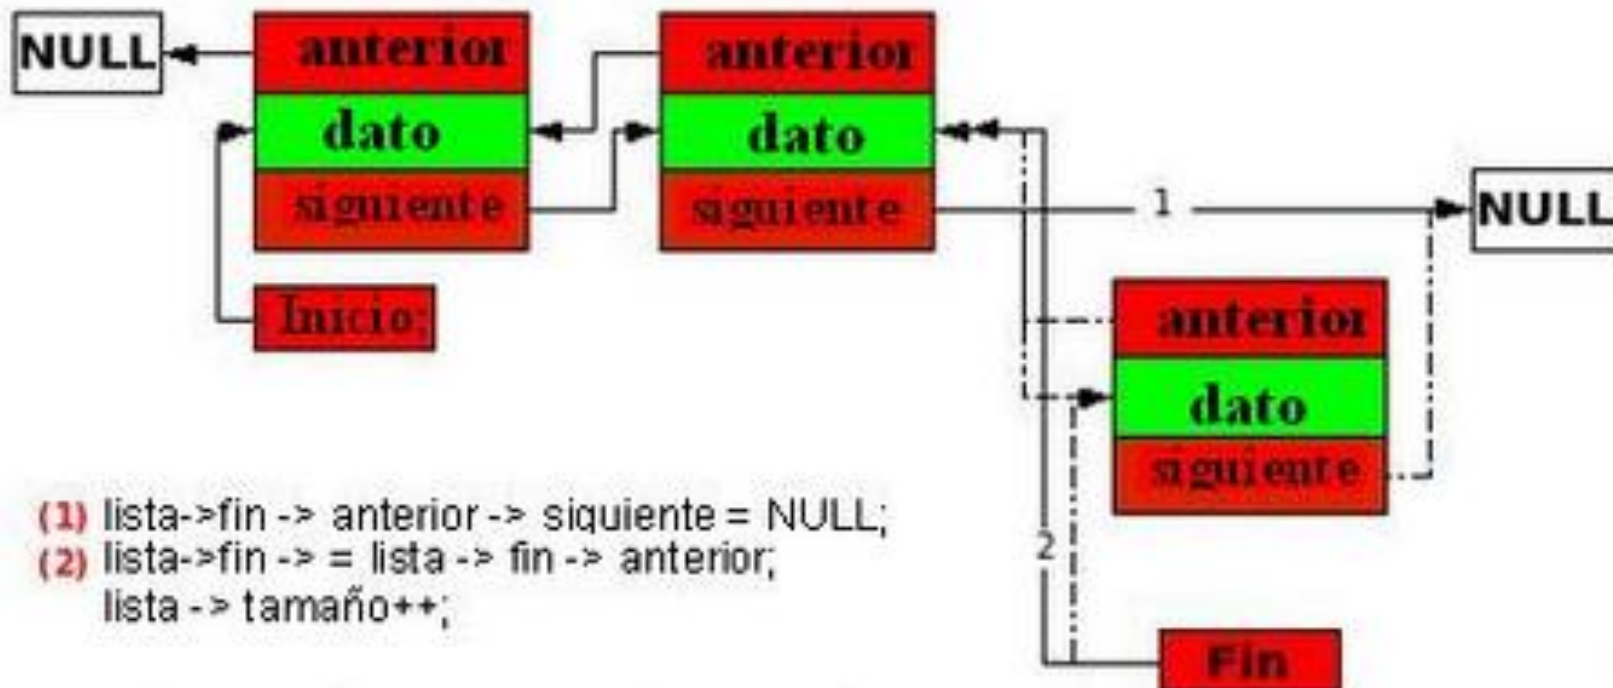 NULL
anterior
anterior
dato
dato
siguiente
siguiente
1
NULL
Inicio:
anterior
dato
siguiente
(1) lista->fin -> anterior -> siguiente = NULL;
(2) lista->fin -> = lista -> fin -> anterior;
lista -> tamaño++;
2
Fin